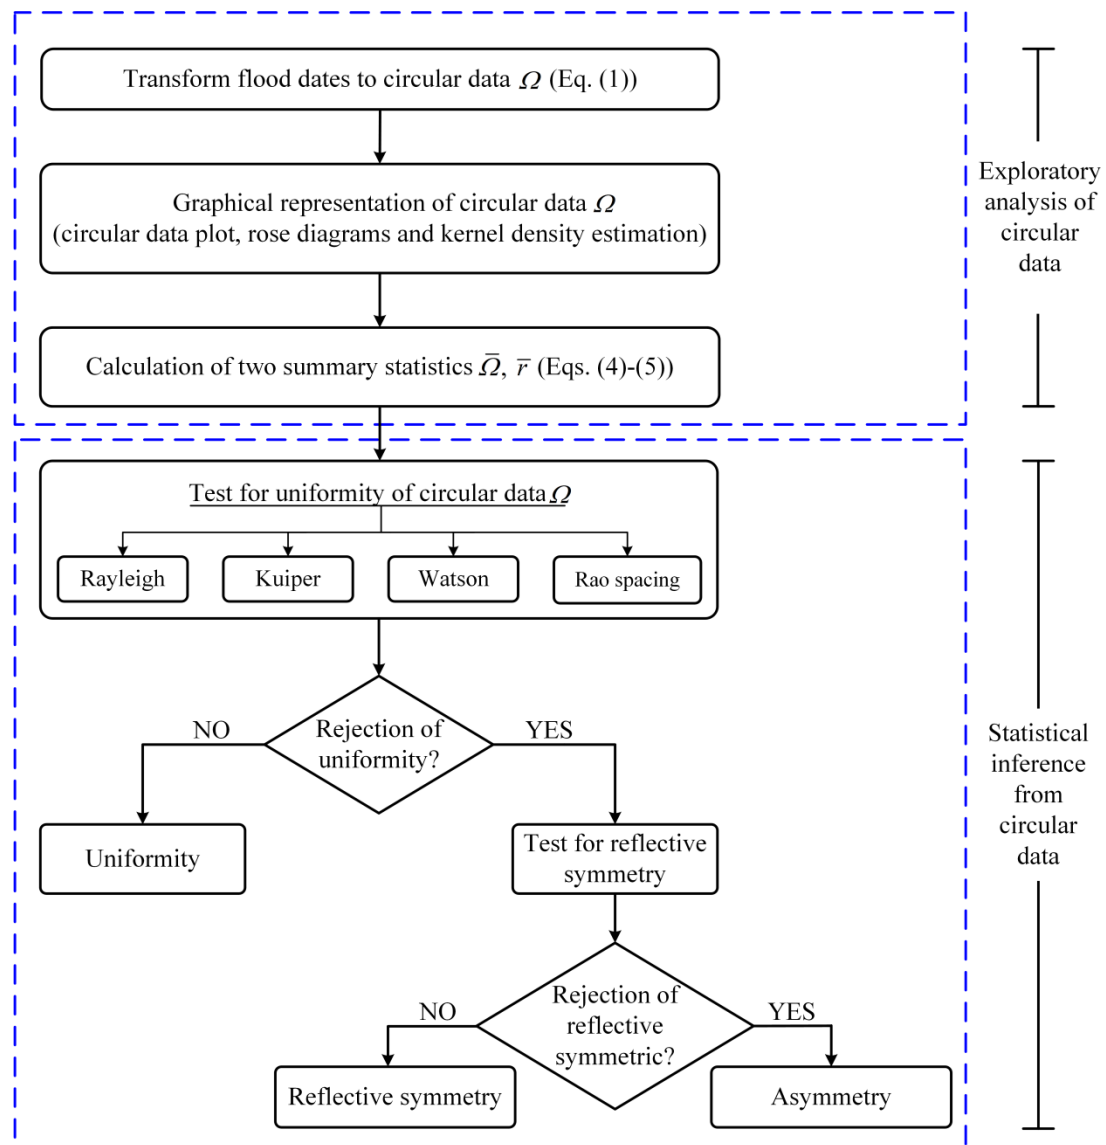 Transform flood dates to circular data Ω (Eq. (1))
Graphical representation of circular data Ω
(circular data plot, rose diagrams and kernel density estimation)
Calculation of two summary statistics Ω̅, r̅ (Eqs. (4)-(5))
Exploratory
analysis of
circular
data
Test for uniformity of circular data Ω
Rayleigh
Kuiper
Watson
Rao spacing
Rejection of
uniformity?
NO
YES
Uniformity
Test for reflective
symmetry
Rejection of
reflective
symmetric?
NO
YES
Reflective symmetry
Asymmetry
Statistical
inference
from
circular
data